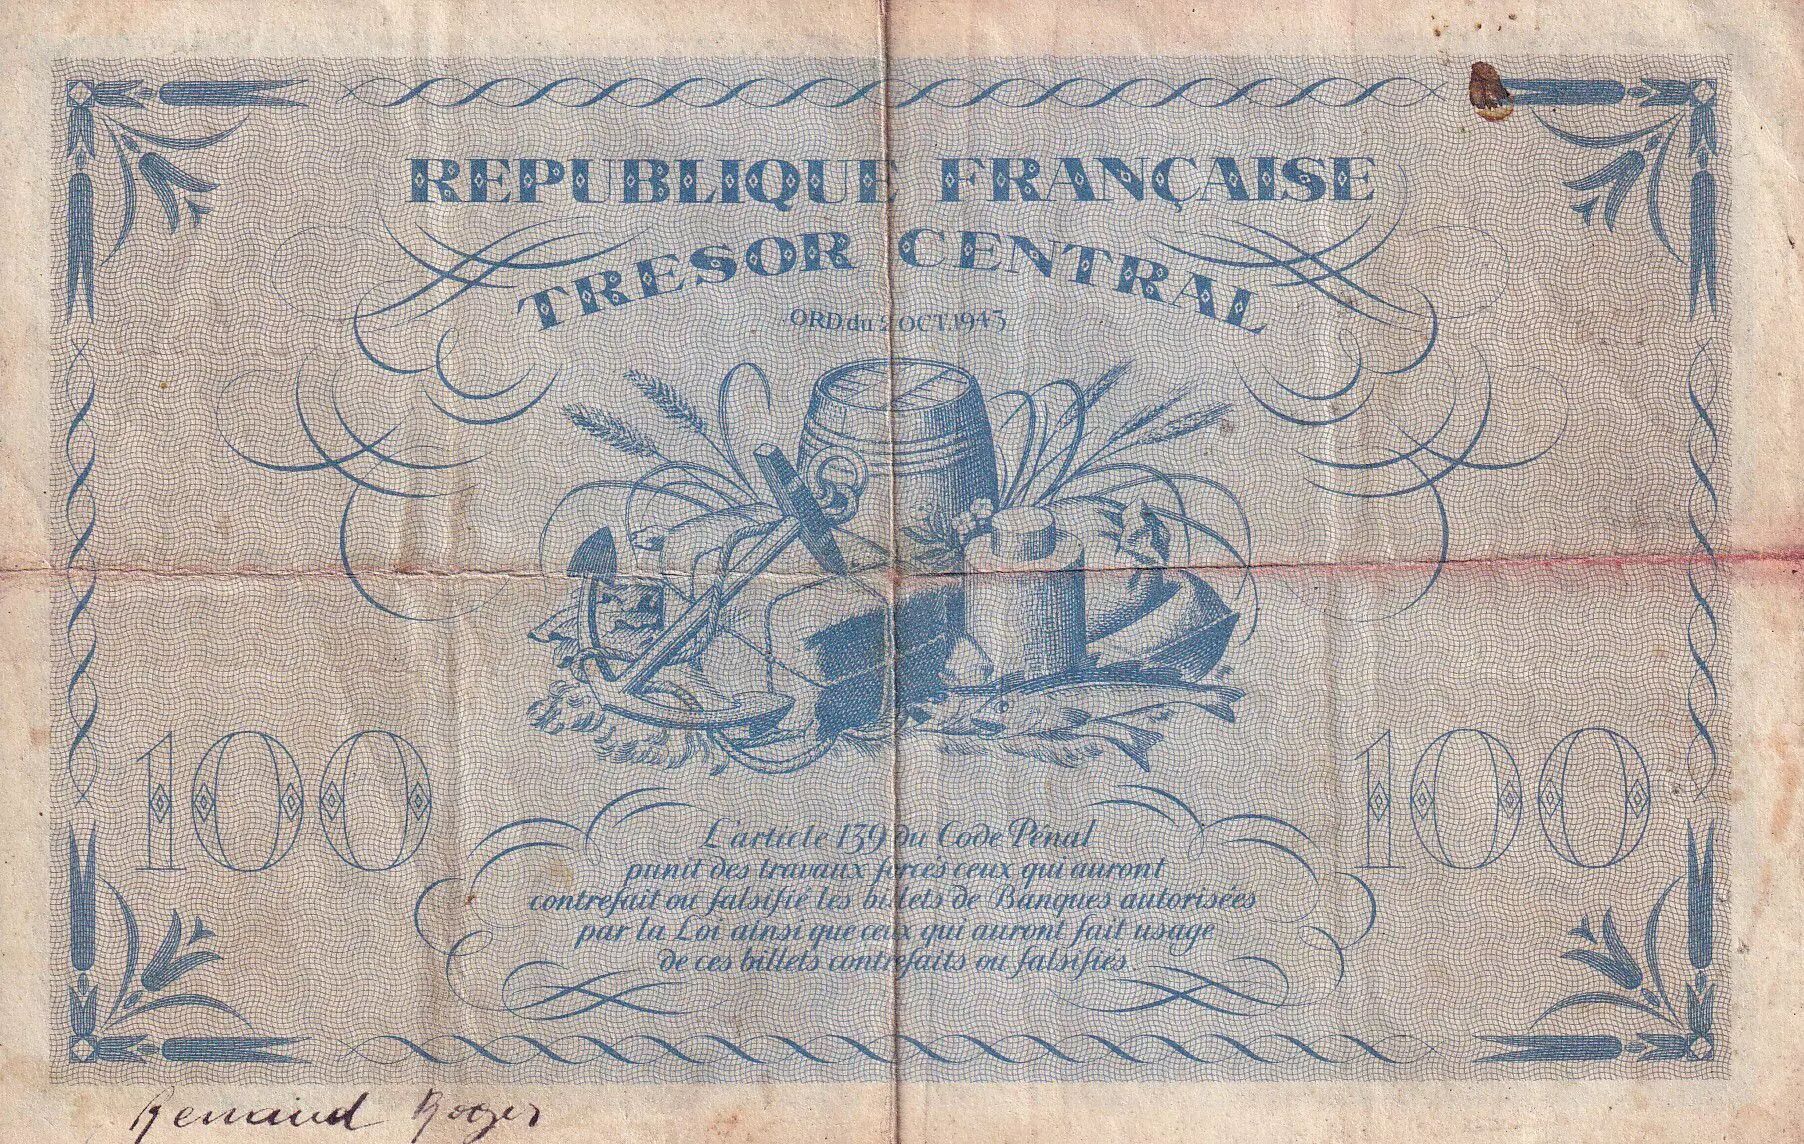 REPUBLIQUE FRANÇAISE
TRESOR CENTRAL
ORD du 2 OCT. 1943
100
100
L'article 139 du Code Pénal
punit des travaux forcés ceux qui auront
contrefait ou falsifié les billets de Banques autorisées
par la Loi ainsi que ceux qui auront fait usage
de ces billets contrefaits ou falsifiés
Renaud Roger